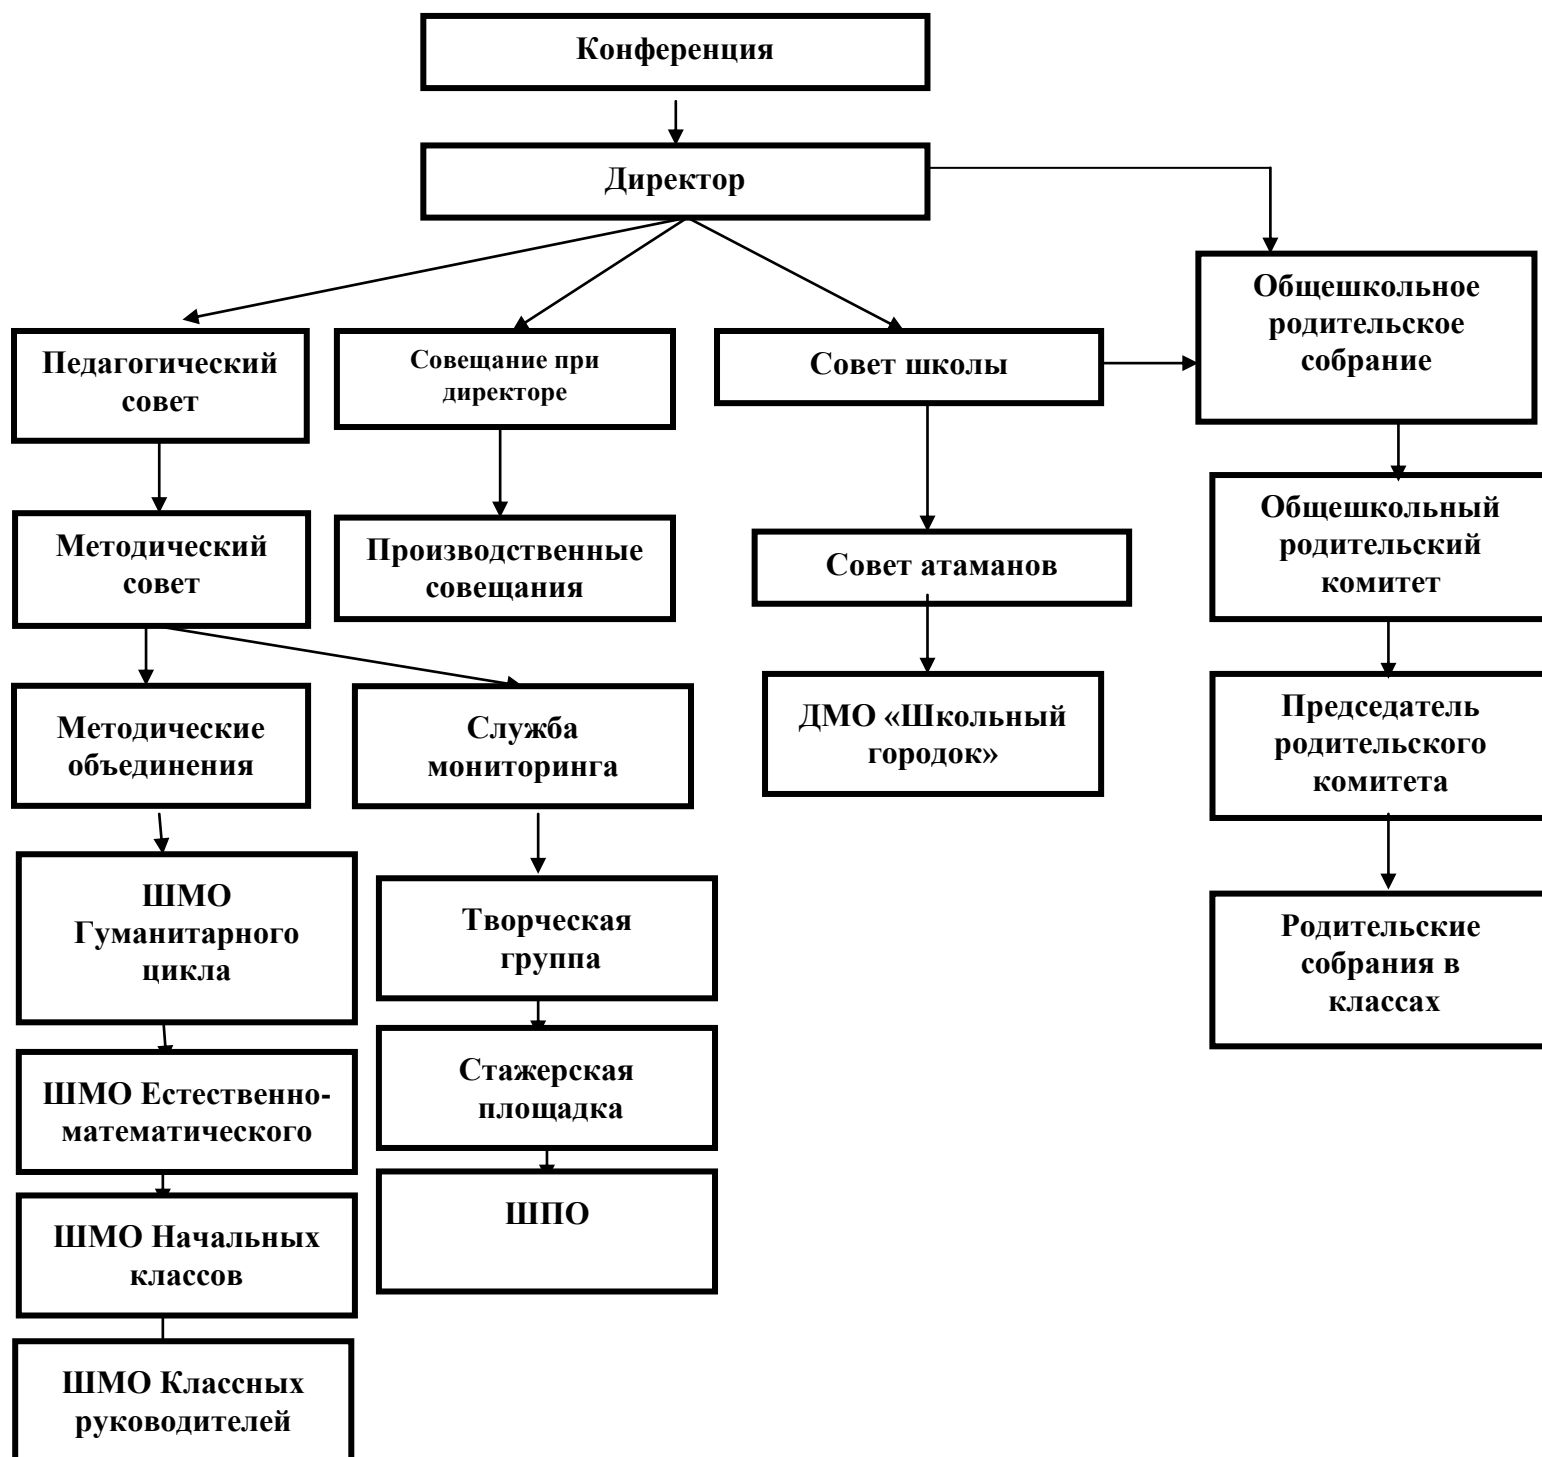 Конференция
Директор
Общешкольное
родительское
собрание
Педагогический
совет
Совещание при
директоре
Совет школы
Методический
совет
Производственные
совещания
Совет атаманов
Общешкольный
родительский
комитет
Методические
объединения
Служба
мониторинга
ДМО «Школьный
городок»
Председатель
родительского
комитета
ШМО
Гуманитарного
цикла
Творческая
группа
Родительские
собрания в
классах
ШМО Естественно-
математического
Стажерская
площадка
ШМО Начальных
классов
ШПО
ШМО Классных
руководителей